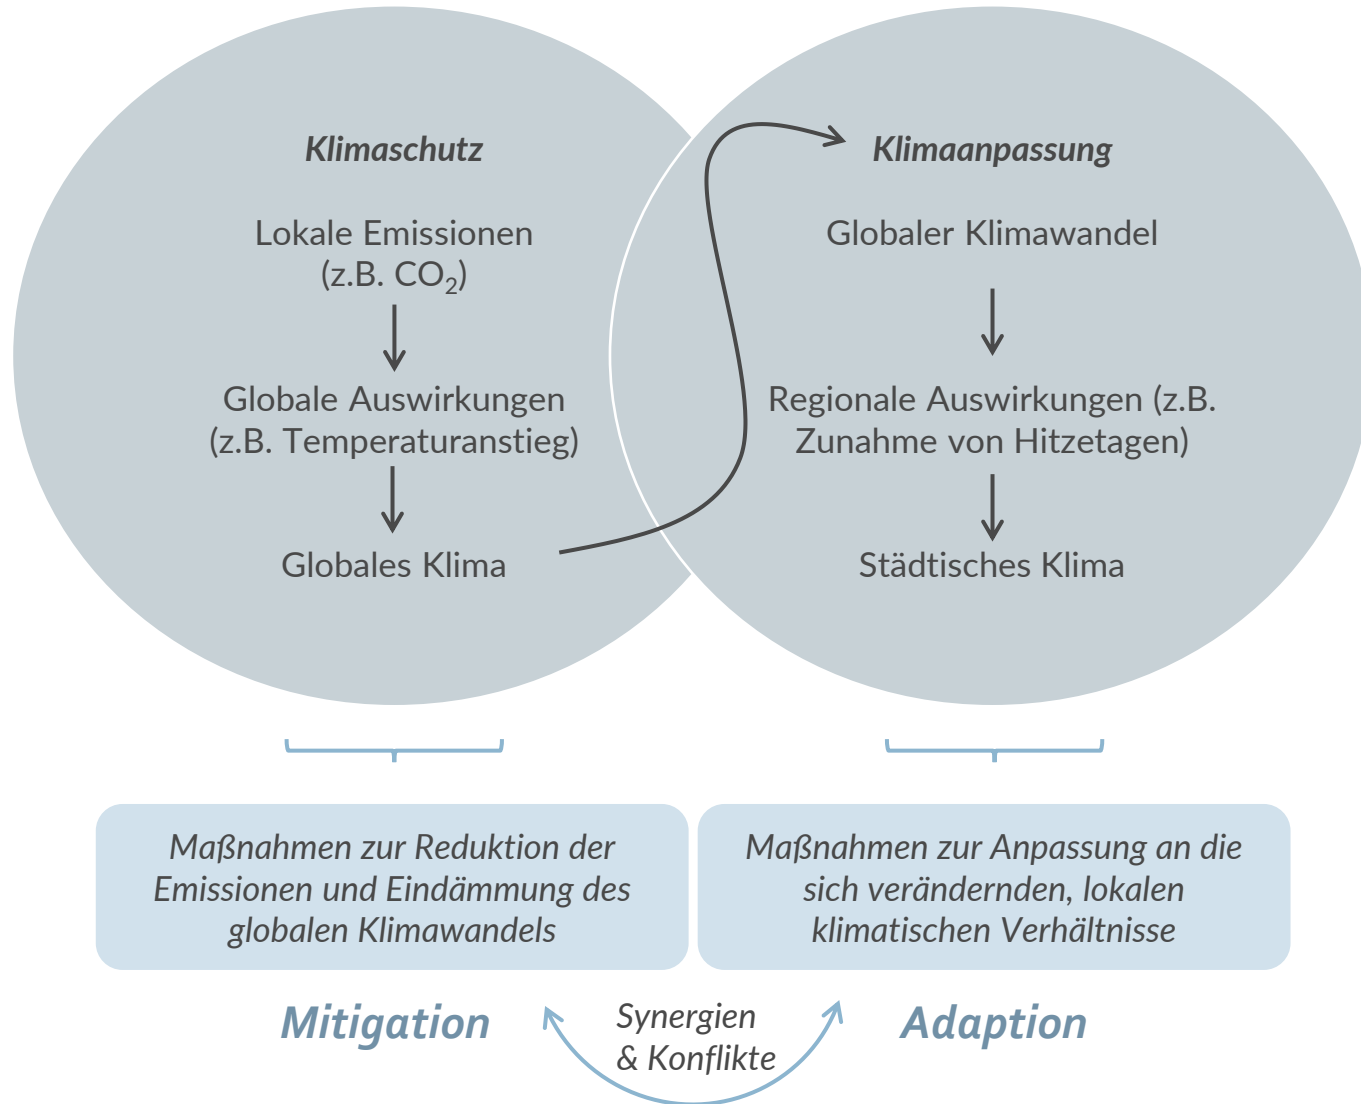 Klimaschutz
Lokale Emissionen
(z.B. CO₂)
Globale Auswirkungen
(z.B. Temperaturanstieg)
Globales Klima
Klimaanpassung
Globaler Klimawandel
Regionale Auswirkungen (z.B.
Zunahme von Hitzetagen)
Städtisches Klima
Maßnahmen zur Reduktion der
Emissionen und Eindämmung des
globalen Klimawandels
Maßnahmen zur Anpassung an die
sich verändernden, lokalen
klimatischen Verhältnisse
Mitigation
Synergien
& Konflikte
Adaption